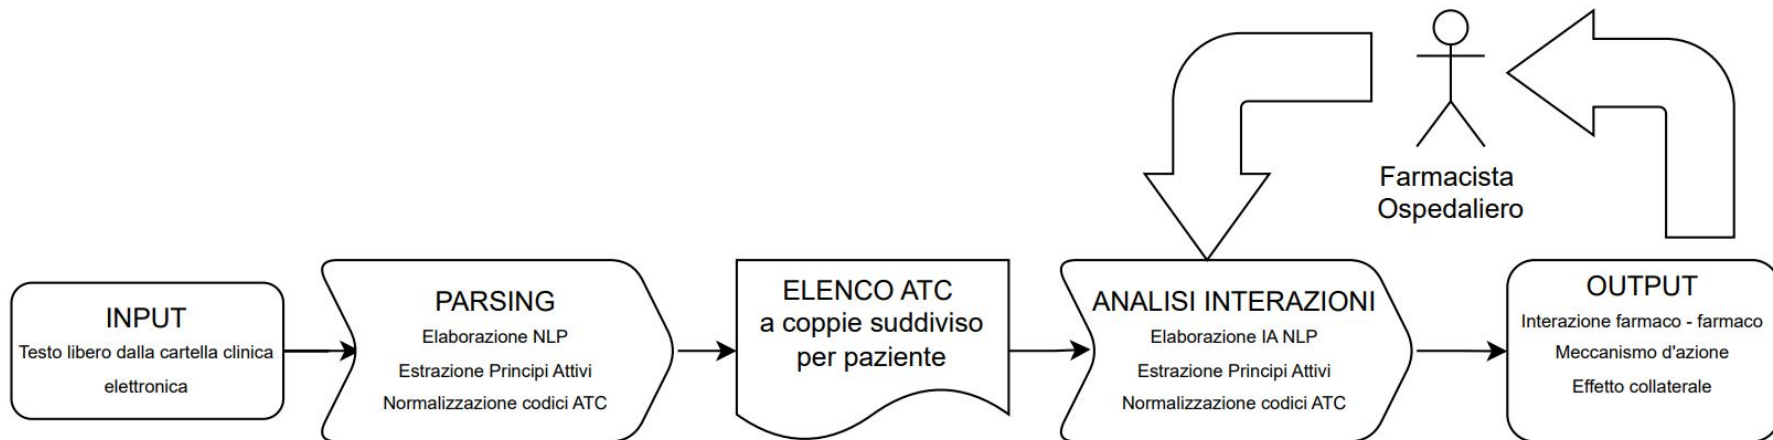 Farmacista
Ospedaliero
INPUT
Testo libero dalla cartella clinica
elettronica
PARSING
Elaborazione NLP
Estrazione Principi Attivi
Normalizzazione codici ATC
ELENCO ATC
a coppie suddiviso
per paziente
ANALISI INTERAZIONI
Elaborazione IA NLP
Estrazione Principi Attivi
Normalizzazione codici ATC
OUTPUT
Interazione farmaco - farmaco
Meccanismo d'azione
Effetto collaterale